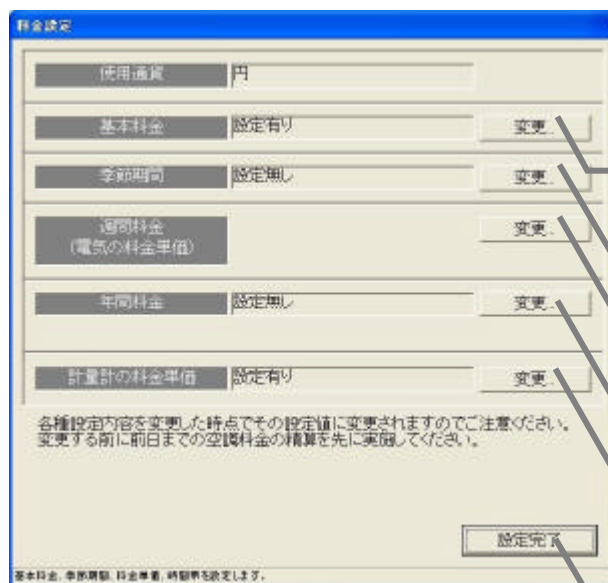 料金設定
使用通貨 円
基本料金 設定有り 変更..
季節期間 設定無し 変更..
週間料金 変更..
(電気の料金単価)
年間料金 設定無し 変更..
計量計の料金単価 設定有り 変更..
各種設定内容を変更した時点でその設定値に変更されますのでご注意ください。
変更する前に前日までの空調料金の精算を先に実施してください。
設定完了
基本料金、季節期間、料金単価、時間帯を設定します。